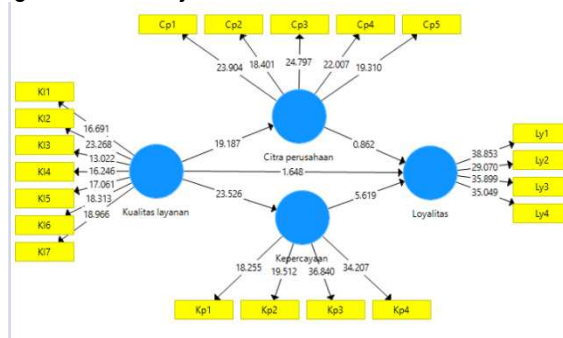 Cp1 Cp2 Cp3 Cp4 Cp5
23.904 18.401 24.797 22.007 19.310
Kl1
Kl2
Kl3
Kl4
Kl5
Kl6
Kl7
16.691
23.268
13.022
16.246
17.061
18.313
18.966
Kualitas layanan
19.187
Citra perusahaan
0.862
1.648
23.526
Kepercayaan
5.619
Loyalitas
38.853
29.070
35.899
35.049
Ly1
Ly2
Ly3
Ly4
18.255 19.512 36.840 34.207
Kp1 Kp2 Kp3 Kp4